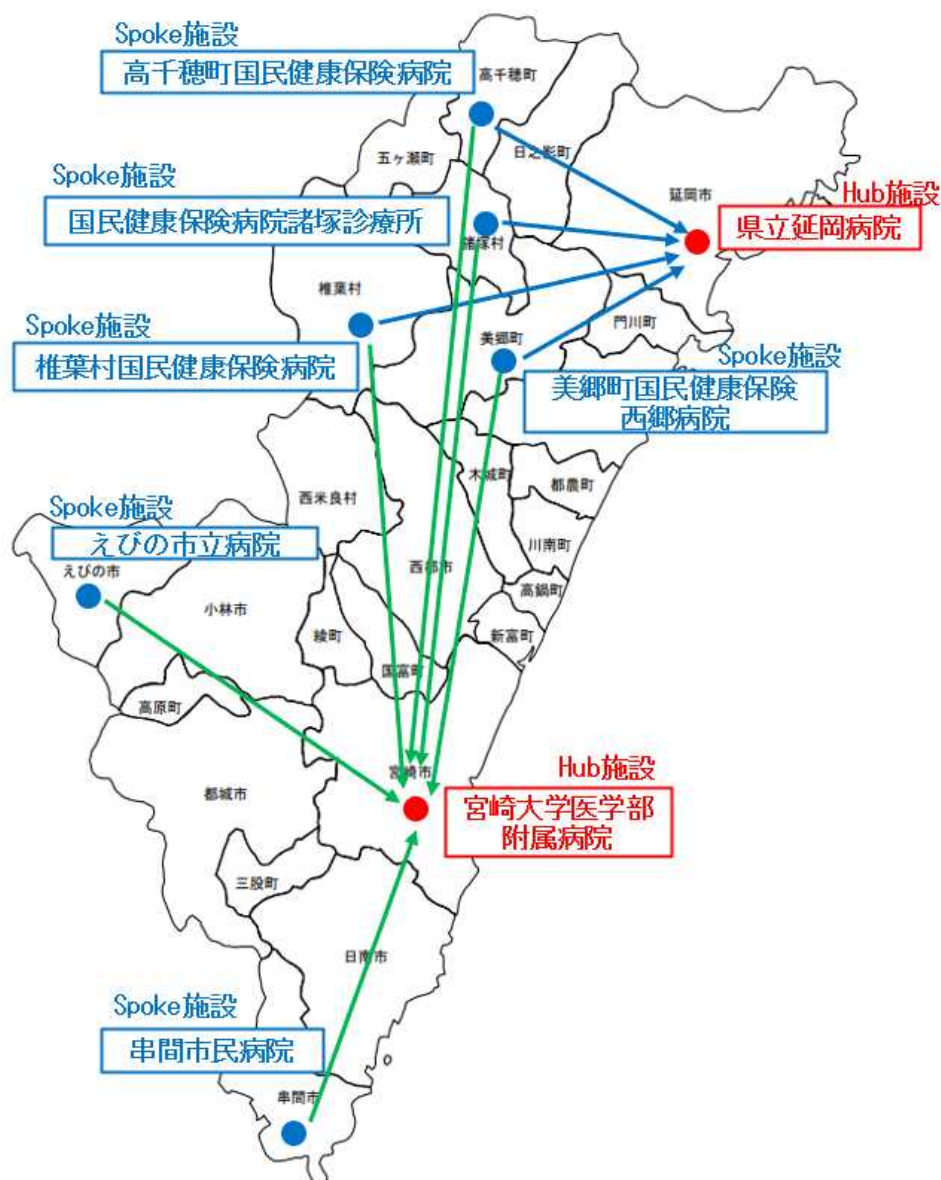 Spoke施設
高千穂町国民健康保険病院
高千穂町
日之影町
五ヶ瀬町
Spoke施設
国民健康保険病院諸塚診療所
延岡市
Hub施設
県立延岡病院
諸塚村
椎葉村
Spoke施設
椎葉村国民健康保険病院
門川町
美郷町
Spoke施設
美郷町国民健康保険
西郷病院
木城町
都農町
西米良村
Spoke施設
えびの市立病院
川南町
西都市
えびの市
高鍋町
小林市
綾町
新富町
国富町
高原町
宮崎市
Hub施設
宮崎大学医学部
附属病院
都城市
三股町
日南市
Spoke施設
串間市民病院
串間市